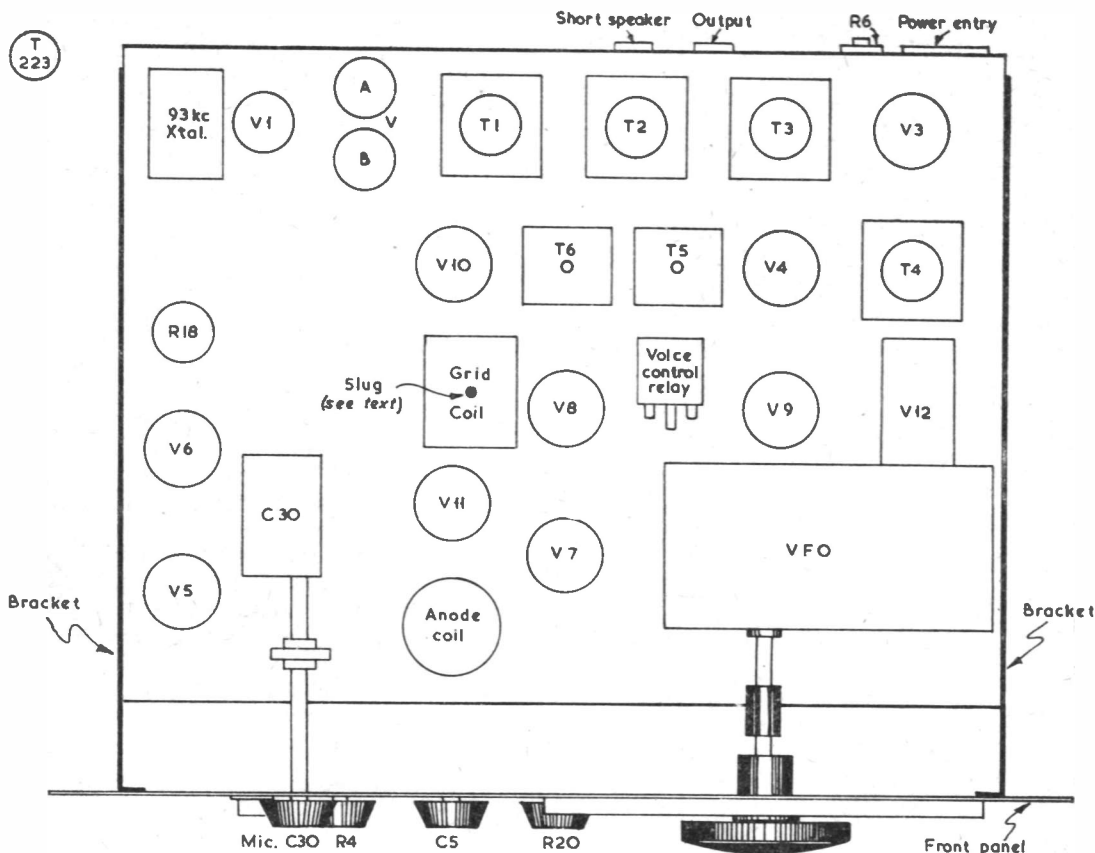 T
223
Short speaker
Output
R6
Power entry
93kc
Xtal.
V1
A
V
B
T1
T2
T3
V3
V10
T6
T5
V4
T4
R18
Grid
Coil
Slug
(see text)
V8
Voice
control
relay
V9
V12
V6
C30
V11
V7
VFO
V5
Anode
coil
Bracket
Bracket
Mic.
C30
R4
C5
R20
Front panel